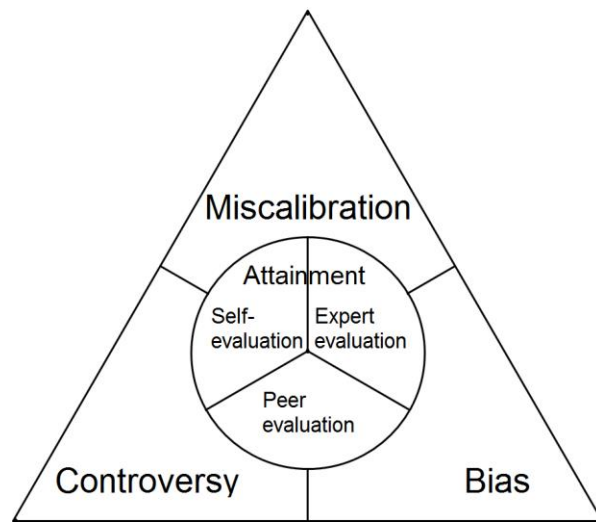 Miscalibration
Attainment
Self-
evaluation
Expert
evaluation
Peer
evaluation
Controversy
Bias